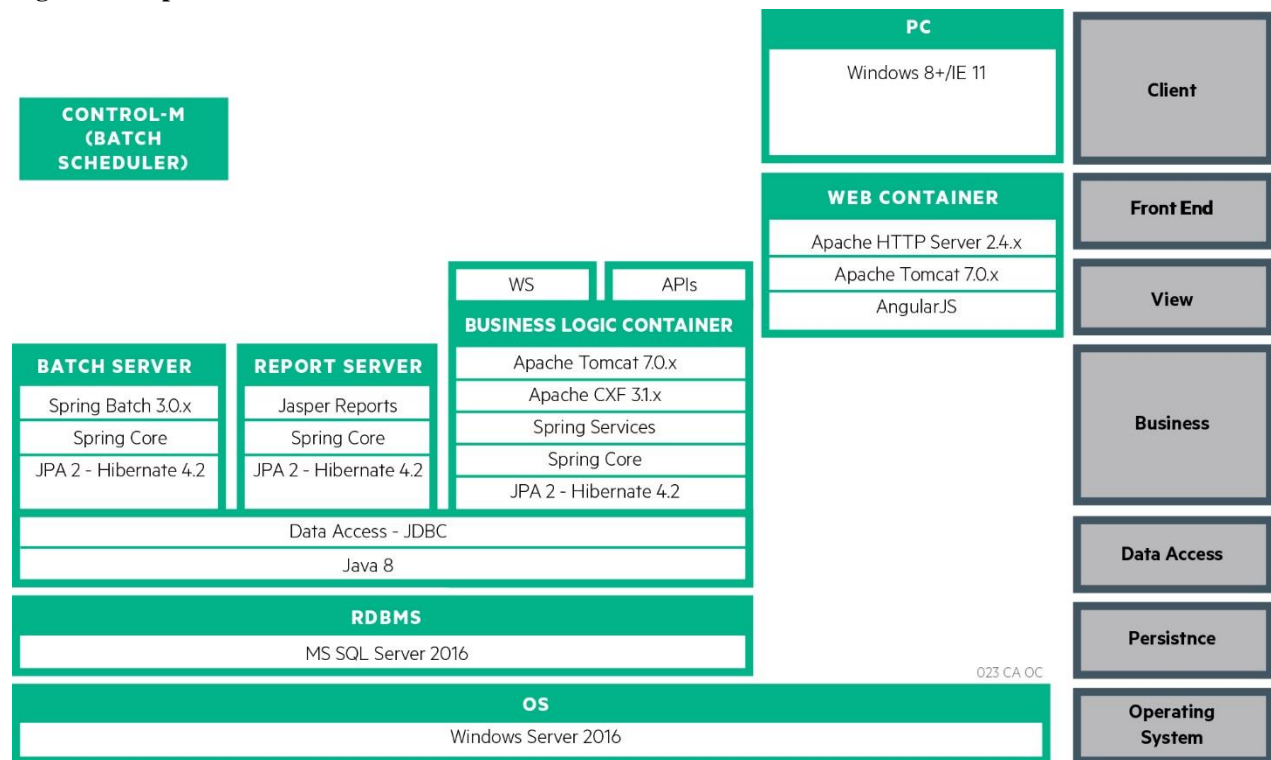 PC
Windows 8+/IE 11
Client
CONTROL-M
(BATCH
SCHEDULER)
WEB CONTAINER
Apache HTTP Server 2.4.x
Apache Tomcat 7.0.x
AngularJS
Front End
View
WS
APIs
BUSINESS LOGIC CONTAINER
Apache Tomcat 7.0.x
Apache CXF 3.1.x
Spring Services
Spring Core
JPA 2 - Hibernate 4.2
BATCH SERVER
Spring Batch 3.0.x
Spring Core
JPA 2 - Hibernate 4.2
REPORT SERVER
Jasper Reports
Spring Core
JPA 2 - Hibernate 4.2
Business
Data Access - JDBC
Java 8
Data Access
RDBMS
MS SQL Server 2016
Persistnce
023 CA OC
OS
Windows Server 2016
Operating
System